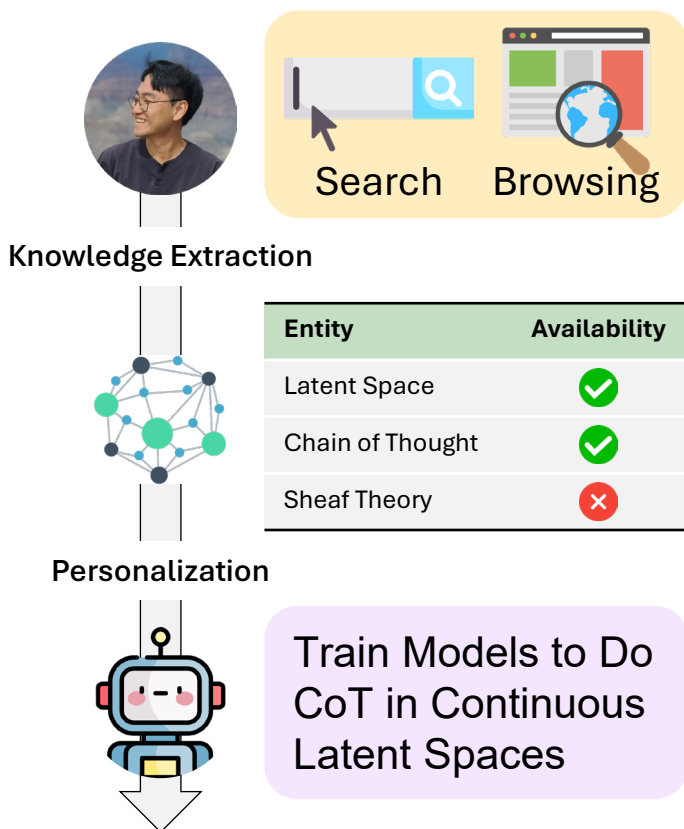 Search Browsing
Knowledge Extraction
Entity Availability
Latent Space
Chain of Thought
Sheaf Theory
Personalization
Train Models to Do
CoT in Continuous
Latent Spaces